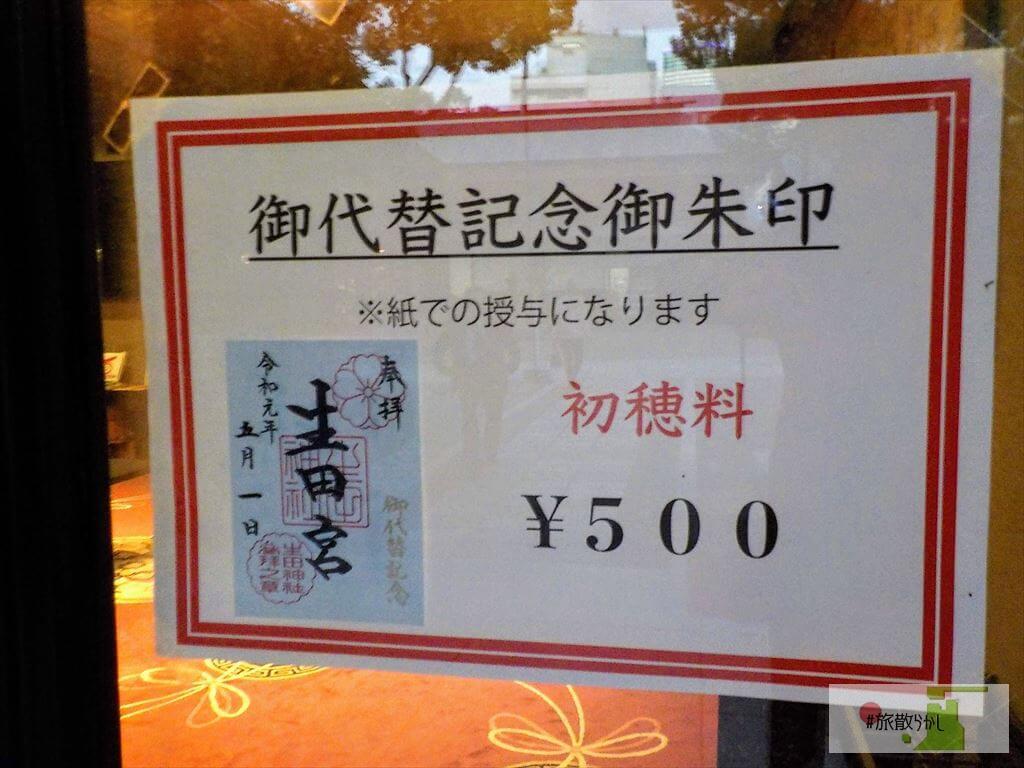 御代替記念御朱印
※紙での授与になります
初穂料
¥500
奉拝
生田宮
令和元年
五月一日
御代替記念
生田神社
#旅散らかし